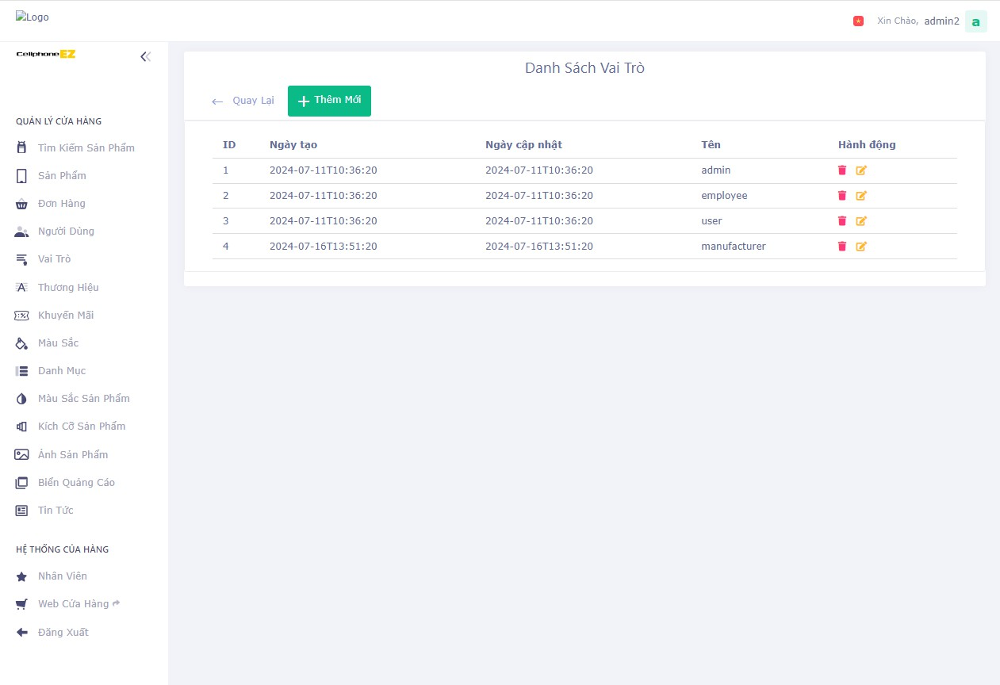 Logo
Xin Chào, admin2 a
CellphoneEZ
Danh Sách Vai Trò
Quay Lại
Thêm Mới
ID Ngày tạo Ngày cập nhật Tên Hành động
1 2024-07-11T10:36:20 2024-07-11T10:36:20 admin
2 2024-07-11T10:36:20 2024-07-11T10:36:20 employee
3 2024-07-11T10:36:20 2024-07-11T10:36:20 user
4 2024-07-16T13:51:20 2024-07-16T13:51:20 manufacturer
QUẢN LÝ CỬA HÀNG
Tìm Kiếm Sản Phẩm
Sản Phẩm
Đơn Hàng
Người Dùng
Vai Trò
Thương Hiệu
Khuyến Mãi
Màu Sắc
Danh Mục
Màu Sắc Sản Phẩm
Kích Cỡ Sản Phẩm
Ảnh Sản Phẩm
Biển Quảng Cáo
Tin Tức
HỆ THỐNG CỦA HÀNG
Nhân Viên
Web Cửa Hàng
Đăng Xuất